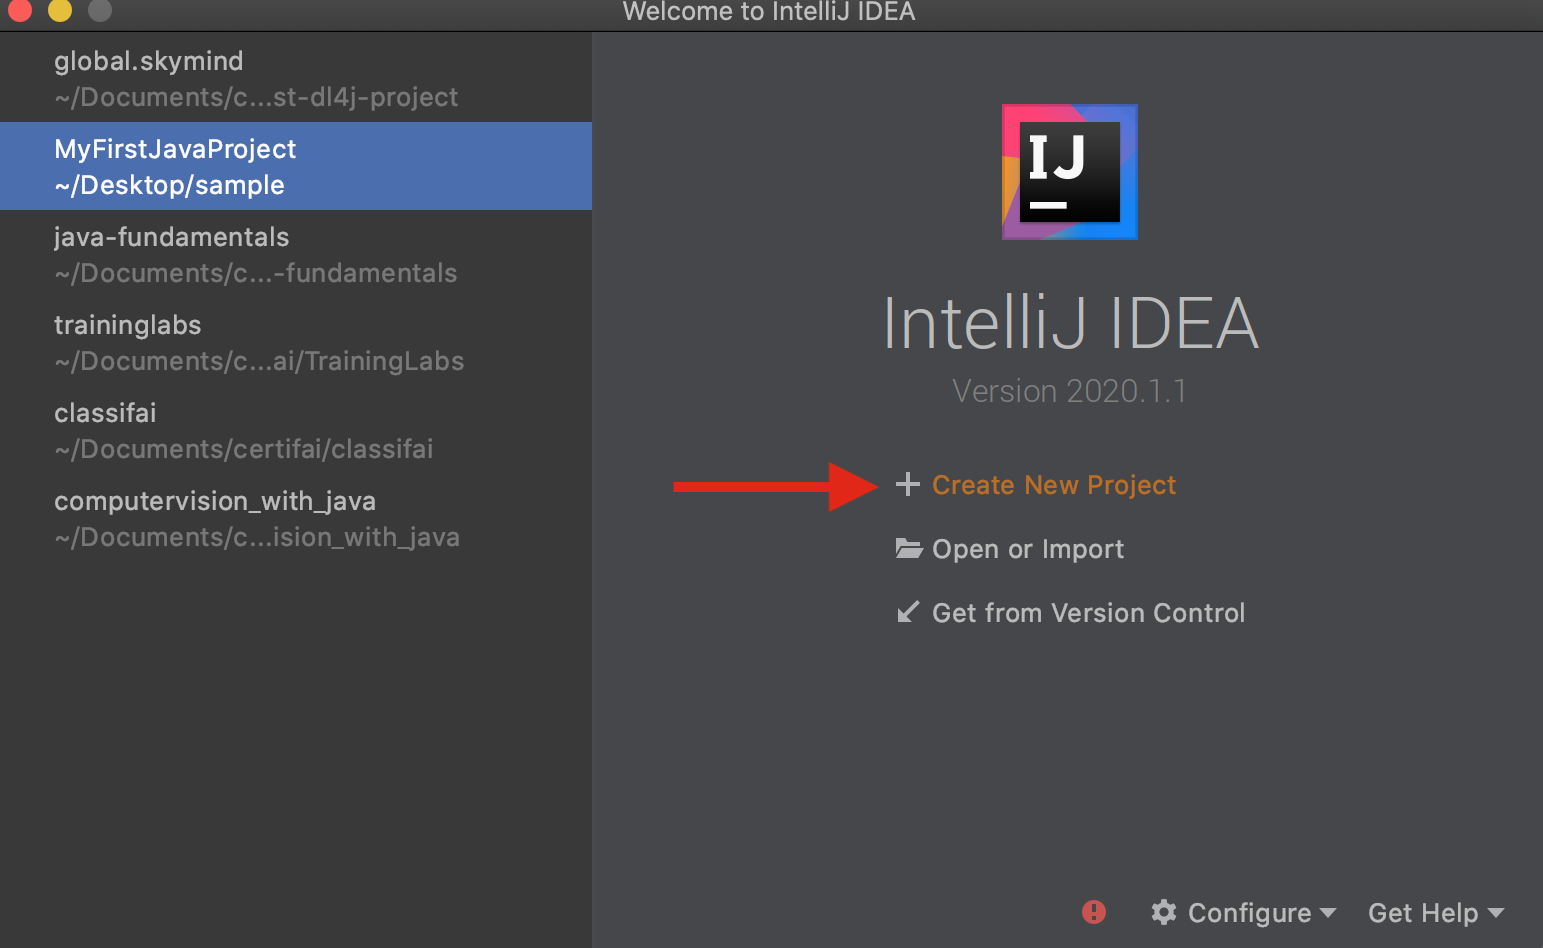 Welcome to IntelliJ IDEA
global.skymind
~/Documents/c...st-dl4j-project
MyFirstJavaProject
~/Desktop/sample
java-fundamentals
~/Documents/c...-fundamentals
traininglabs
~/Documents/c...ai/TrainingLabs
classifai
~/Documents/certifai/classifai
computervision_with_java
~/Documents/c...ision_with_java
IJ
IntelliJ IDEA
Version 2020.1.1
Create New Project
Open or Import
Get from Version Control
Configure
Get Help